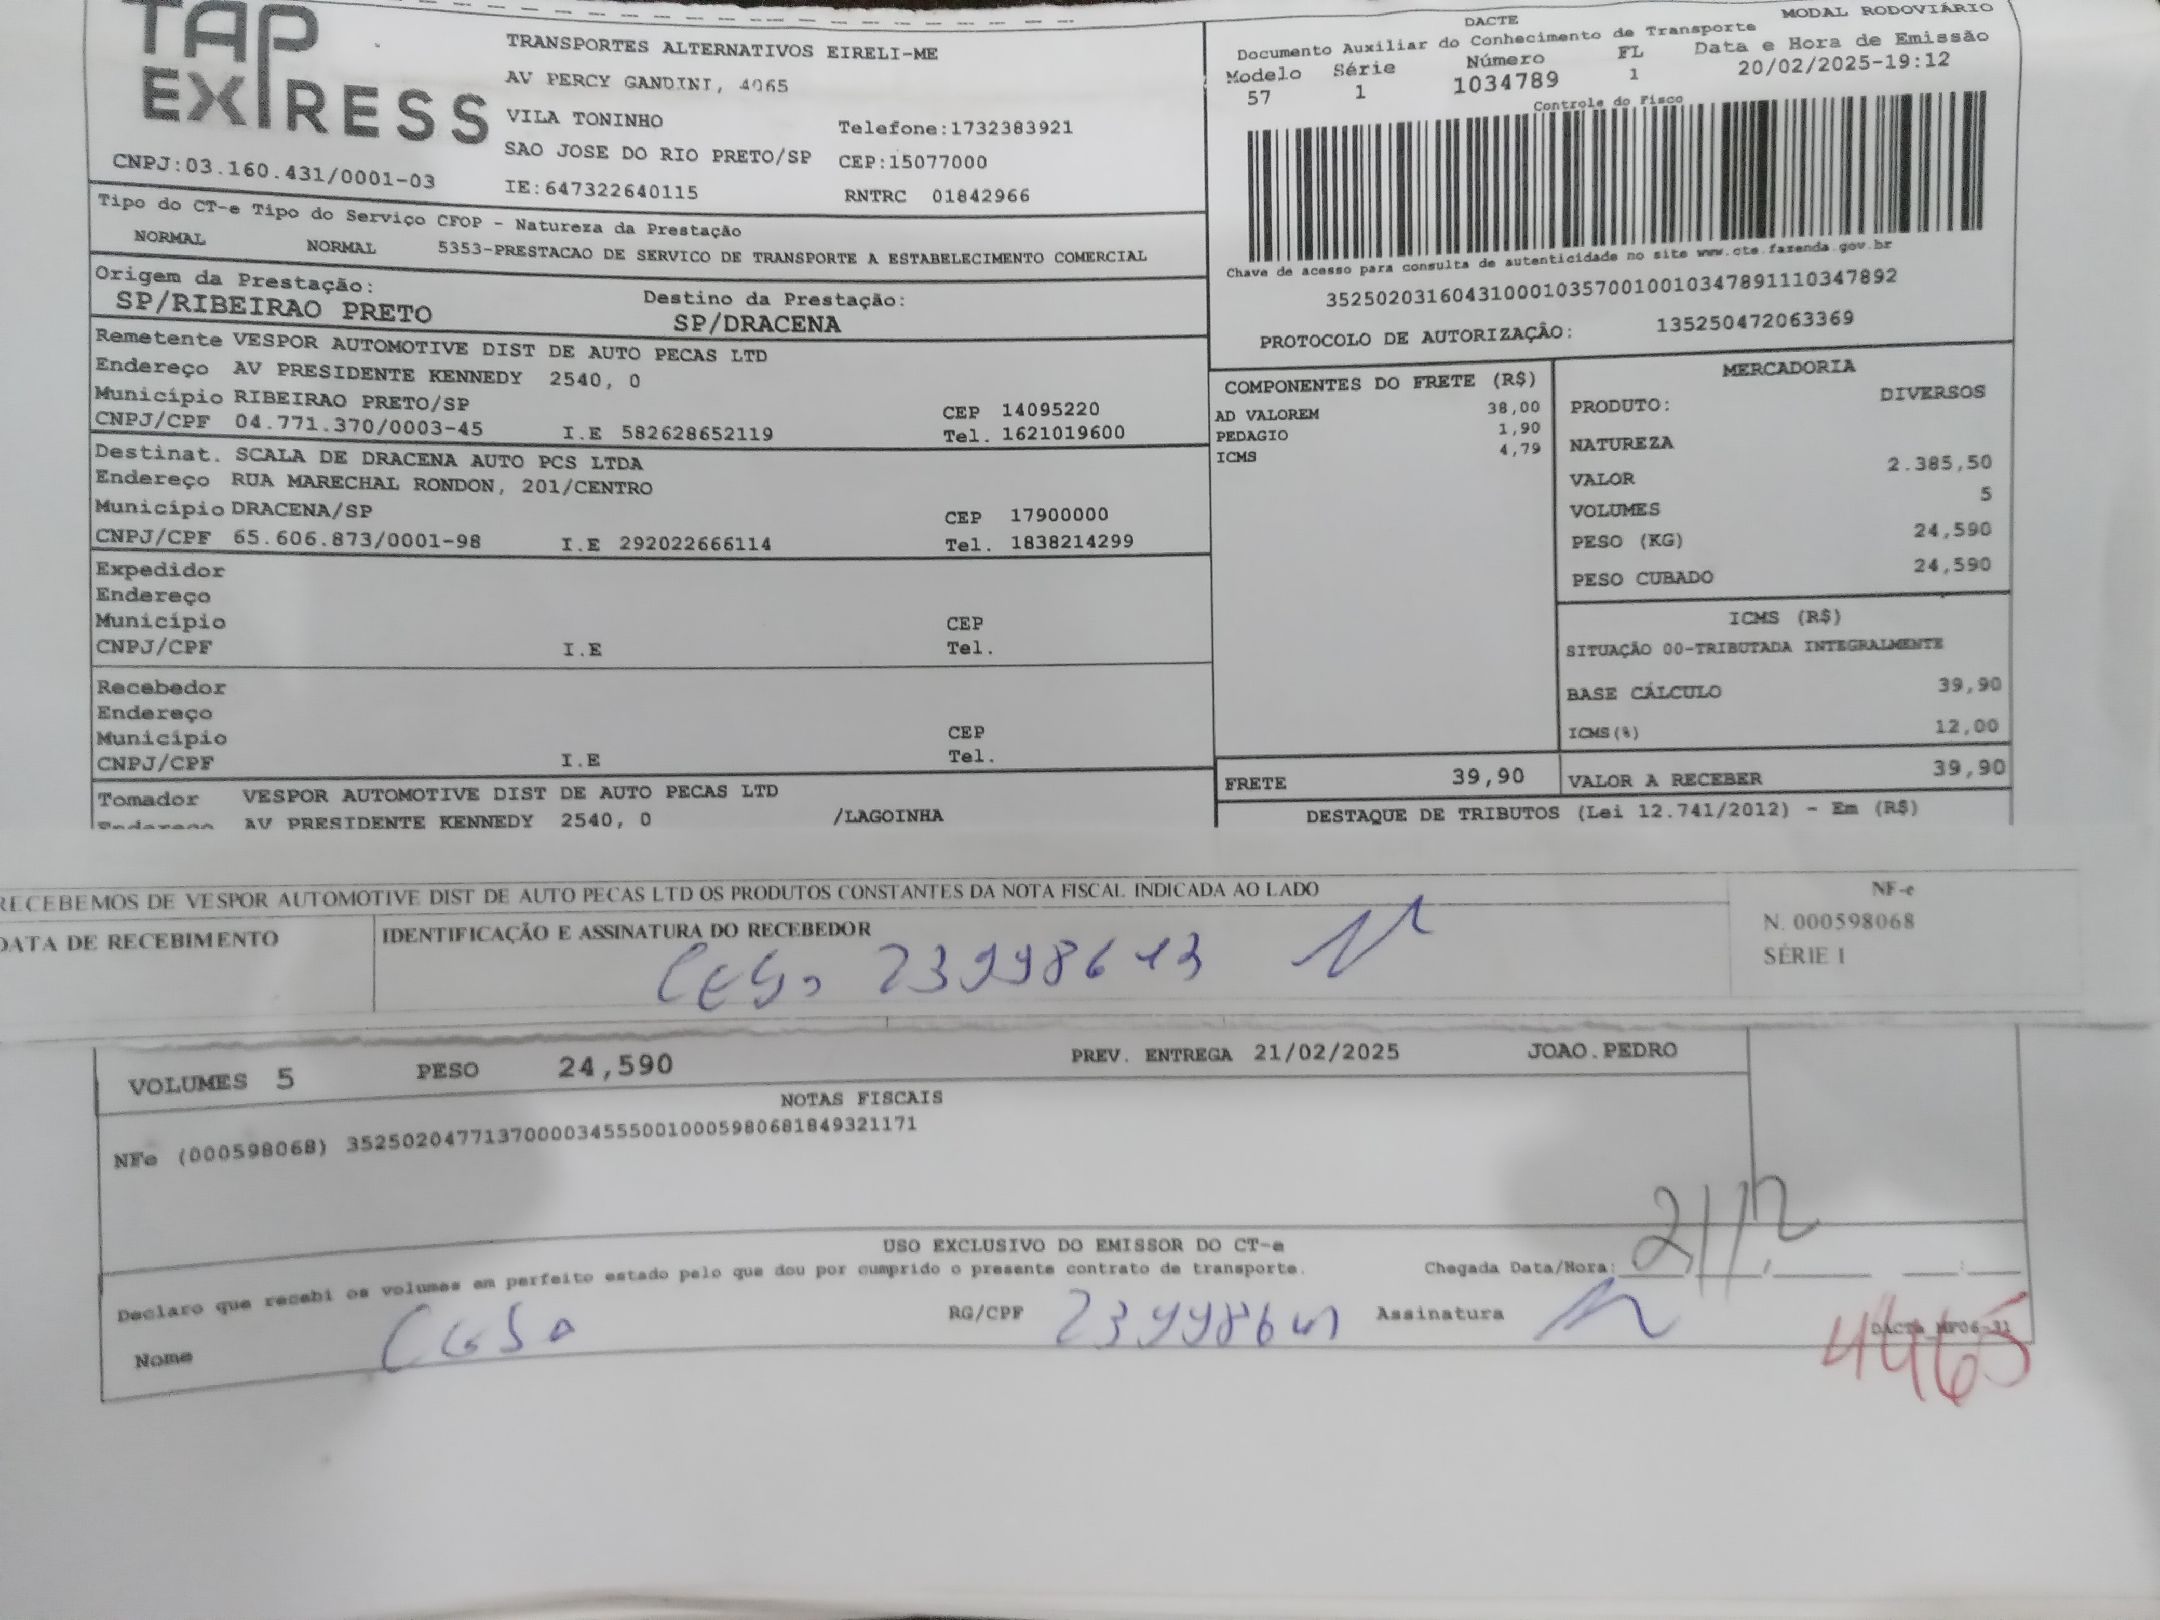 TAP
EXPRESS
CNPJ:03.160.431/0001-03
TRANSPORTES ALTERNATIVOS EIRELI-ME
AV PERCY GANDINI, 4065
VILA TONINHO
Telefone:1732383921
SAO JOSE DO RIO PRETO/SP CEP:15077000
IE:647322640115 RNTRC 01842966
DACTE MODAL RODOVIÁRIO
Documento Auxiliar do Conhecimento de Transporte
Modelo Série Número FL Data e Hora de Emissão
57 1 1034789 1 20/02/2025-19:12
Controle do Fisco
Chave de acesso para consulta de autenticidade no site www.cte.fazenda.gov.br
35250203160431000103570010010347891110347892
PROTOCOLO DE AUTORIZAÇÃO: 135250472063369
Tipo do CT-e Tipo do Serviço CFOP - Natureza da Prestação
NORMAL NORMAL 5353-PRESTACAO DE SERVICO DE TRANSPORTE A ESTABELECIMENTO COMERCIAL
Origem da Prestação: Destino da Prestação:
SP/RIBEIRAO PRETO SP/DRACENA
Remetente VESPOR AUTOMOTIVE DIST DE AUTO PECAS LTD
Endereço AV PRESIDENTE KENNEDY 2540, 0
Município RIBEIRAO PRETO/SP CEP 14095220
CNPJ/CPF 04.771.370/0003-45 I.E 582628652119 Tel. 1621019600
Destinat. SCALA DE DRACENA AUTO PCS LTDA
Endereço RUA MARECHAL RONDON, 201/CENTRO
Município DRACENA/SP CEP 17900000
CNPJ/CPF 65.606.873/0001-98 I.E 292022666114 Tel. 1838214299
Expedidor
Endereço
Município CEP
CNPJ/CPF I.E Tel.
Recebedor
Endereço
Município CEP
CNPJ/CPF I.E Tel.
Tomador VESPOR AUTOMOTIVE DIST DE AUTO PECAS LTD
Endereço AV PRESIDENTE KENNEDY 2540, 0 /LAGOINHA
COMPONENTES DO FRETE (R$)
AD VALOREM 38,00
PEDAGIO 1,90
ICMS 4,79
FRETE 39,90
MERCADORIA
PRODUTO: DIVERSOS
NATUREZA
VALOR 2.385,50
VOLUMES 5
PESO (KG) 24,590
PESO CUBADO 24,590
ICMS (R$)
SITUAÇÃO 00-TRIBUTADA INTEGRALMENTE
BASE CÁLCULO 39,90
ICMS(%) 12,00
VALOR A RECEBER 39,90
DESTAQUE DE TRIBUTOS (Lei 12.741/2012) - Em (R$)
RECEBEMOS DE VESPOR AUTOMOTIVE DIST DE AUTO PECAS LTD OS PRODUTOS CONSTANTES DA NOTA FISCAL INDICADA AO LADO
DATA DE RECEBIMENTO
IDENTIFICAÇÃO E ASSINATURA DO RECEBEDOR
NF-e
N. 000598068
SÉRIE 1
VOLUMES 5 PESO 24,590 PREV. ENTREGA 21/02/2025 JOAO.PEDRO
NOTAS FISCAIS
NFe (000598068) 35250204771370000345550010005980681849321171
USO EXCLUSIVO DO EMISSOR DO CT-e
Declaro que recebi os volumes em perfeito estado pelo que dou por cumprido o presente contrato de transporte.
Chegada Data/Hora:
Nome RG/CPF Assinatura
DACTE_MP06-31
4465